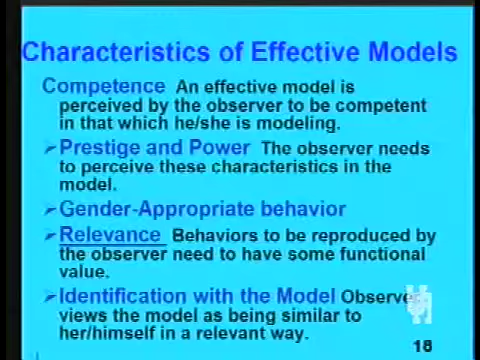 Characteristics of Effective Models
Competence An effective model is
perceived by the observer to be competent
in that which he/she is modeling.
Prestige and Power The observer needs
to perceive these characteristics in the
model.
Gender-Appropriate behavior
Relevance Behaviors to be reproduced by
the observer need to have some functional
value.
Identification with the Model Observer
views the model as being similar to
her/himself in a relevant way.
18